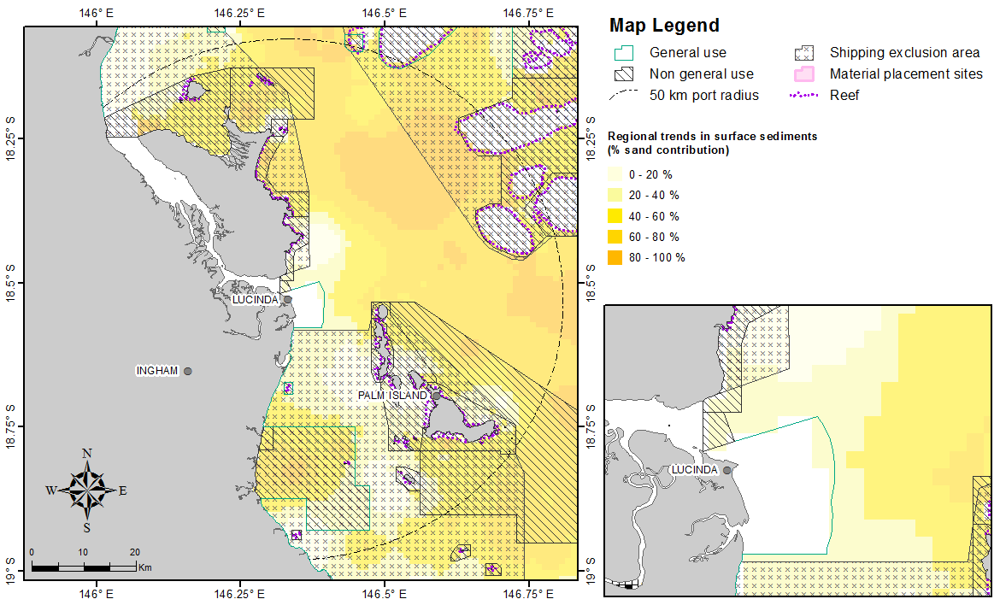 146° E
146.25° E
146.5° E
146.75° E
Map Legend
General use
Shipping exclusion area
Non general use
Material placement sites
50 km port radius
Reef
18.25° S
18.25° S
Regional trends in surface sediments
(% sand contribution)
0 - 20 %
20 - 40 %
40 - 60 %
60 - 80 %
80 - 100 %
18.5° S
18.5° S
LUCINDA
INGHAM
PALM ISLAND
18.75° S
18.75° S
LUCINDA
N
W
E
S
0
10
20
Km
19° S
19° S
146° E
146.25° E
146.5° E
146.75° E